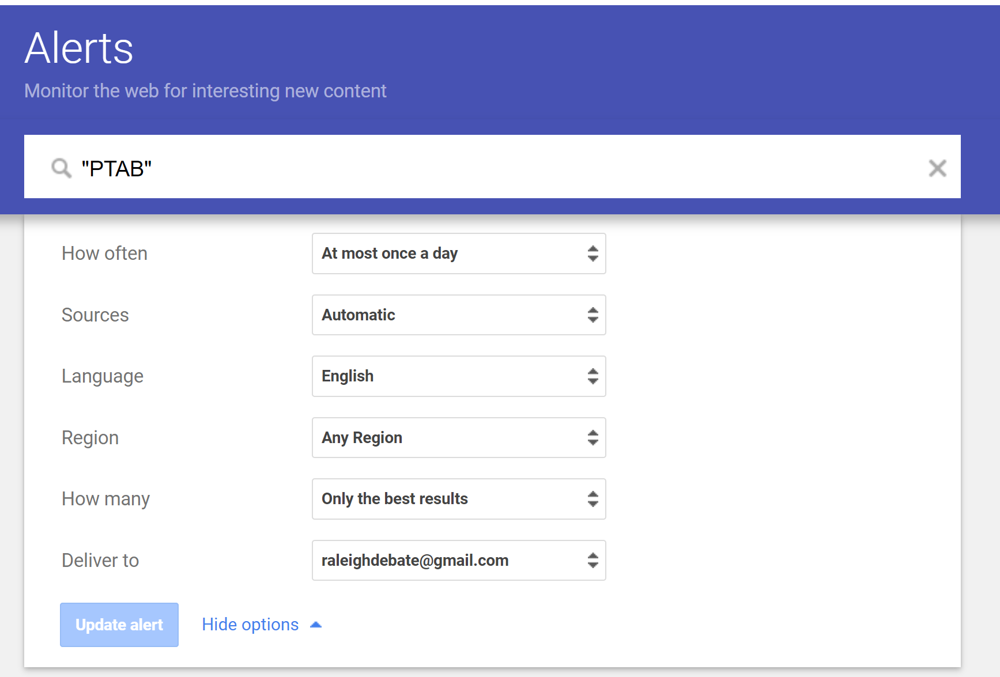 Alerts
Monitor the web for interesting new content
"PTAB"
How often At most once a day
Sources Automatic
Language English
Region Any Region
How many Only the best results
Deliver to raleighdebate@gmail.com
Update alert Hide options